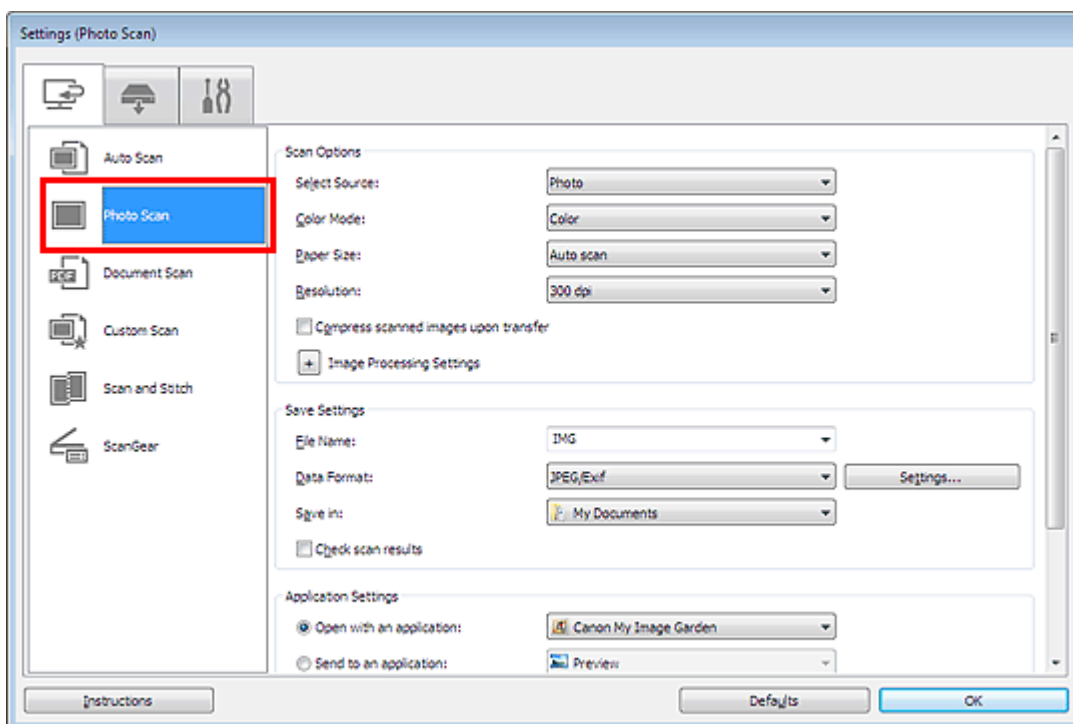 Settings (Photo Scan)
Auto Scan
Photo Scan
PDF
Document Scan
Custom Scan
Scan and Stitch
ScanGear
Scan Options
Select Source: Photo
Color Mode: Color
Paper Size: Auto scan
Resolution: 300 dpi
Compress scanned images upon transfer
+ Image Processing Settings
Save Settings
File Name: IMG
Data Format: JPEG/Exif Settings...
Save in: My Documents
Check scan results
Application Settings
Open with an application: Canon My Image Garden
Send to an application: Preview
Instructions Defaults OK